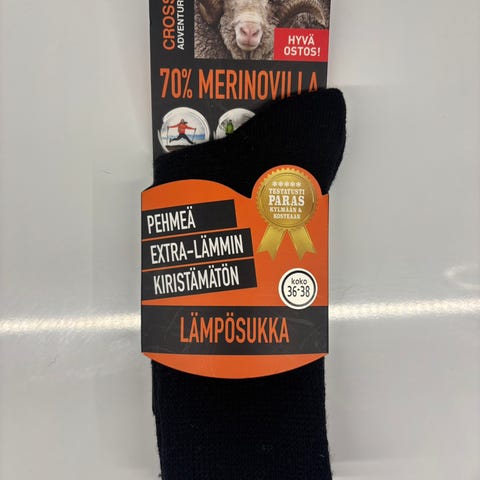 CROSS
ADVENTUR
HYVÄ
OSTOS!
70% MERINOVILLA
TESTATUSTI
PARAS
KYLMÄÄN &
KOSTEAAN
PEHMEÄ
EXTRA-LÄMMIN
KIRISTÄMÄTÖN
koko
36-38
LÄMPÖSUKKA